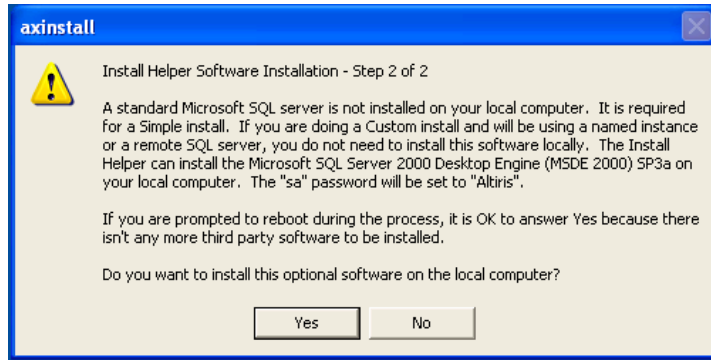 axinstall
Install Helper Software Installation - Step 2 of 2
A standard Microsoft SQL server is not installed on your local computer.  It is required
for a Simple install.  If you are doing a Custom install and will be using a named instance
or a remote SQL server, you do not need to install this software locally.  The Install
Helper can install the Microsoft SQL Server 2000 Desktop Engine (MSDE 2000) SP3a on
your local computer.  The "sa" password will be set to "Altiris".
If you are prompted to reboot during the process, it is OK to answer Yes because there
isn't any more third party software to be installed.
Do you want to install this optional software on the local computer?
Yes
No